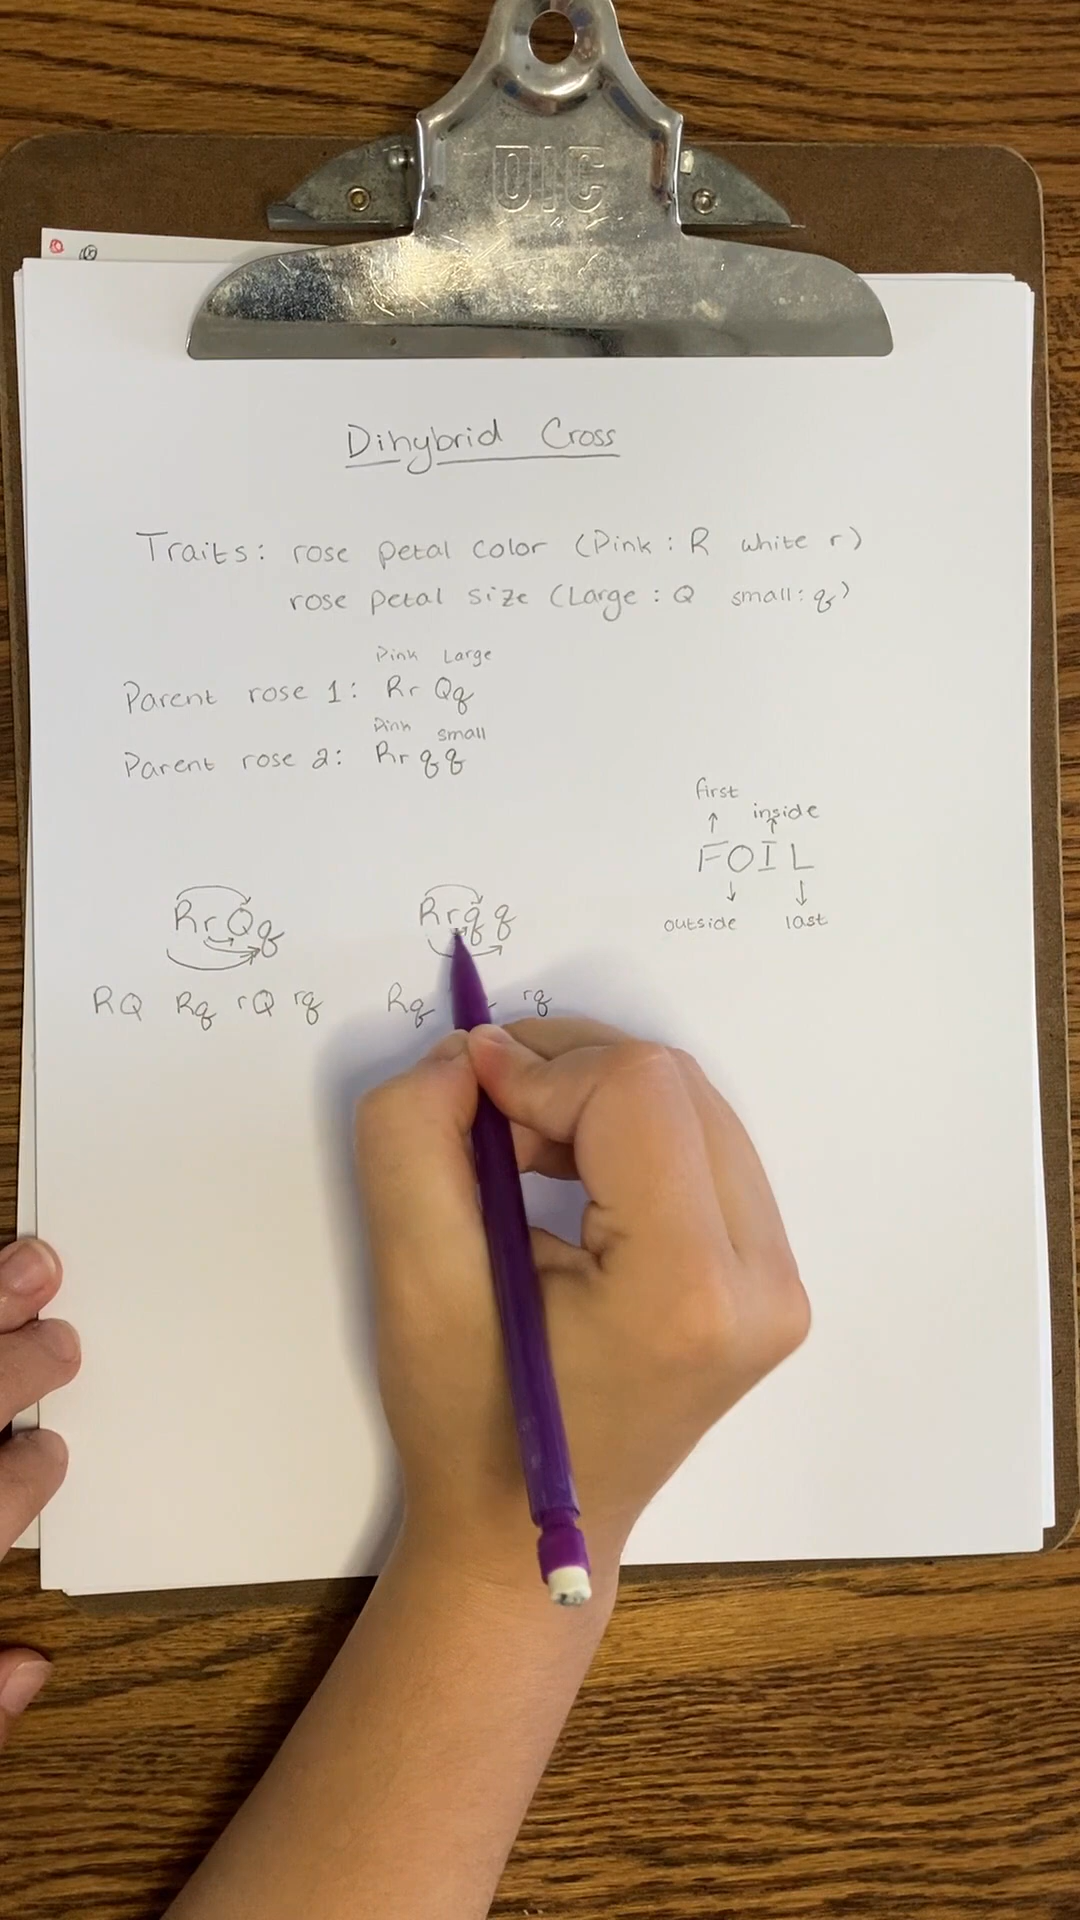 OIC
Dihybrid Cross
Traits: rose petal color (Pink: R white r)
rose petal size (Large: Q small: q)
Pink Large
Parent rose 1: Rr Qq
Pink small
Parent rose 2: Rr qq
first
inside
FOIL
outside last
RrQq Rrqq
RQ Rq rQ rq Rq rq